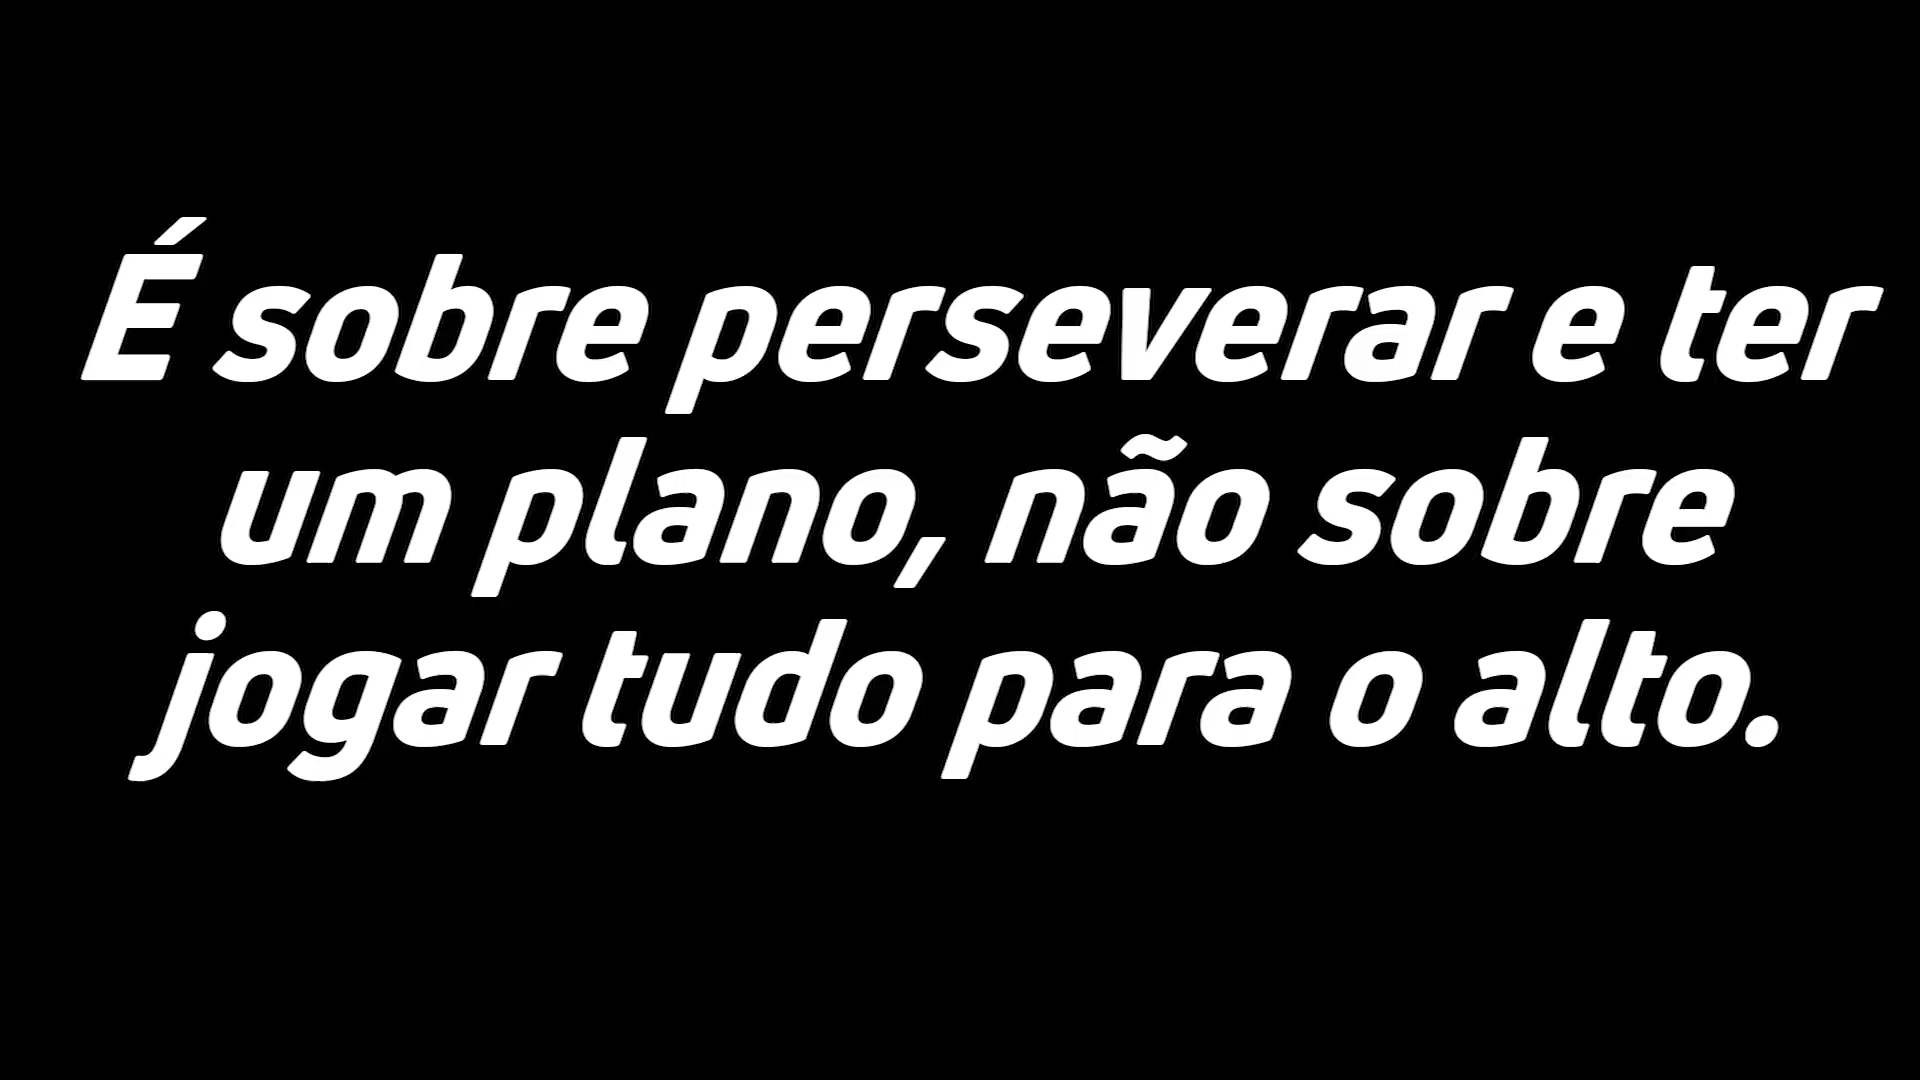 É sobre perseverar e ter
um plano, não sobre
jogar tudo para o alto.